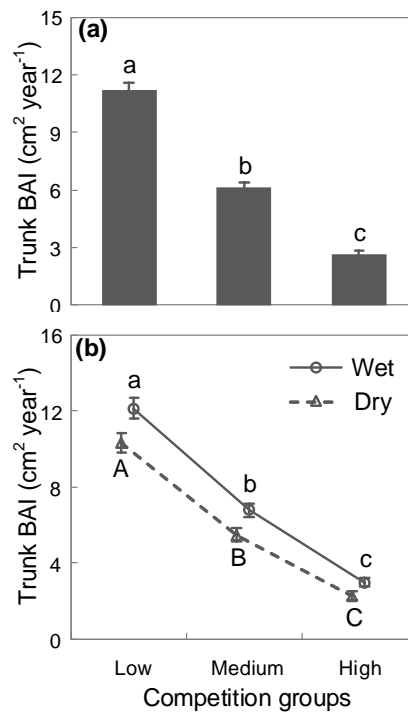 (a)
Trunk BAI (cm² year⁻¹)
15
12
9
6
3
0
a
b
c
(b)
Trunk BAI (cm² year⁻¹)
16
12
8
4
0
Wet
Dry
a
b
c
A
B
C
Low Medium High
Competition groups